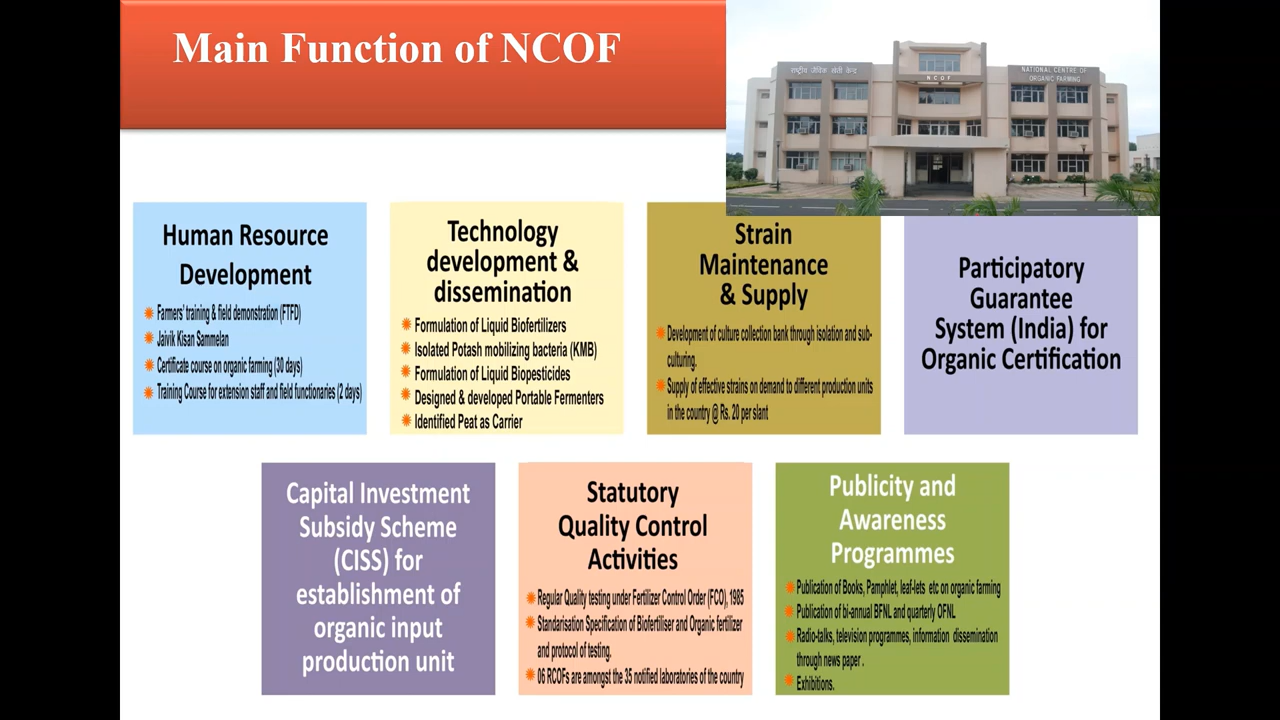 Main Function of NCOF
राष्ट्रीय जैविक खेती केन्द्र
N C O F
NATIONAL CENTRE OF
ORGANIC FARMING
Human Resource
Development
Farmers' training & field demonstration (FTFD)
Jaivik Kisan Sammelan
Certificate course on organic farming (30 days)
Training Course for extension staff and field functionaries (2 days)
Technology
development &
dissemination
Formulation of Liquid Biofertilizers
Isolated Potash mobilizing bacteria (KMB)
Formulation of Liquid Biopesticides
Designed & developed Portable Fermenters
Identified Peat as Carrier
Strain
Maintenance
& Supply
Development of culture collection bank through isolation and sub-
culturing.
Supply of effective strains on demand to different production units
in the country @ Rs. 20 per slant
Participatory
Guarantee
System (India) for
Organic Certification
Capital Investment
Subsidy Scheme
(CISS) for
establishment of
organic input
production unit
Statutory
Quality Control
Activities
Regular Quality testing under Fertilizer Control Order (FCO), 1985
Standarisation Specification of Biofertiliser and Organic fertilizer
and protocol of testing.
06 RCOFs are amongst the 35 notified laboratories of the country
Publicity and
Awareness
Programmes
Publication of Books, Pamphlet, leaf-lets etc on organic farming
Publication of bi-annual BFNL and quarterly OFNL
Radio-talks, television programmes, information dissemination
through news paper .
Exhibitions.